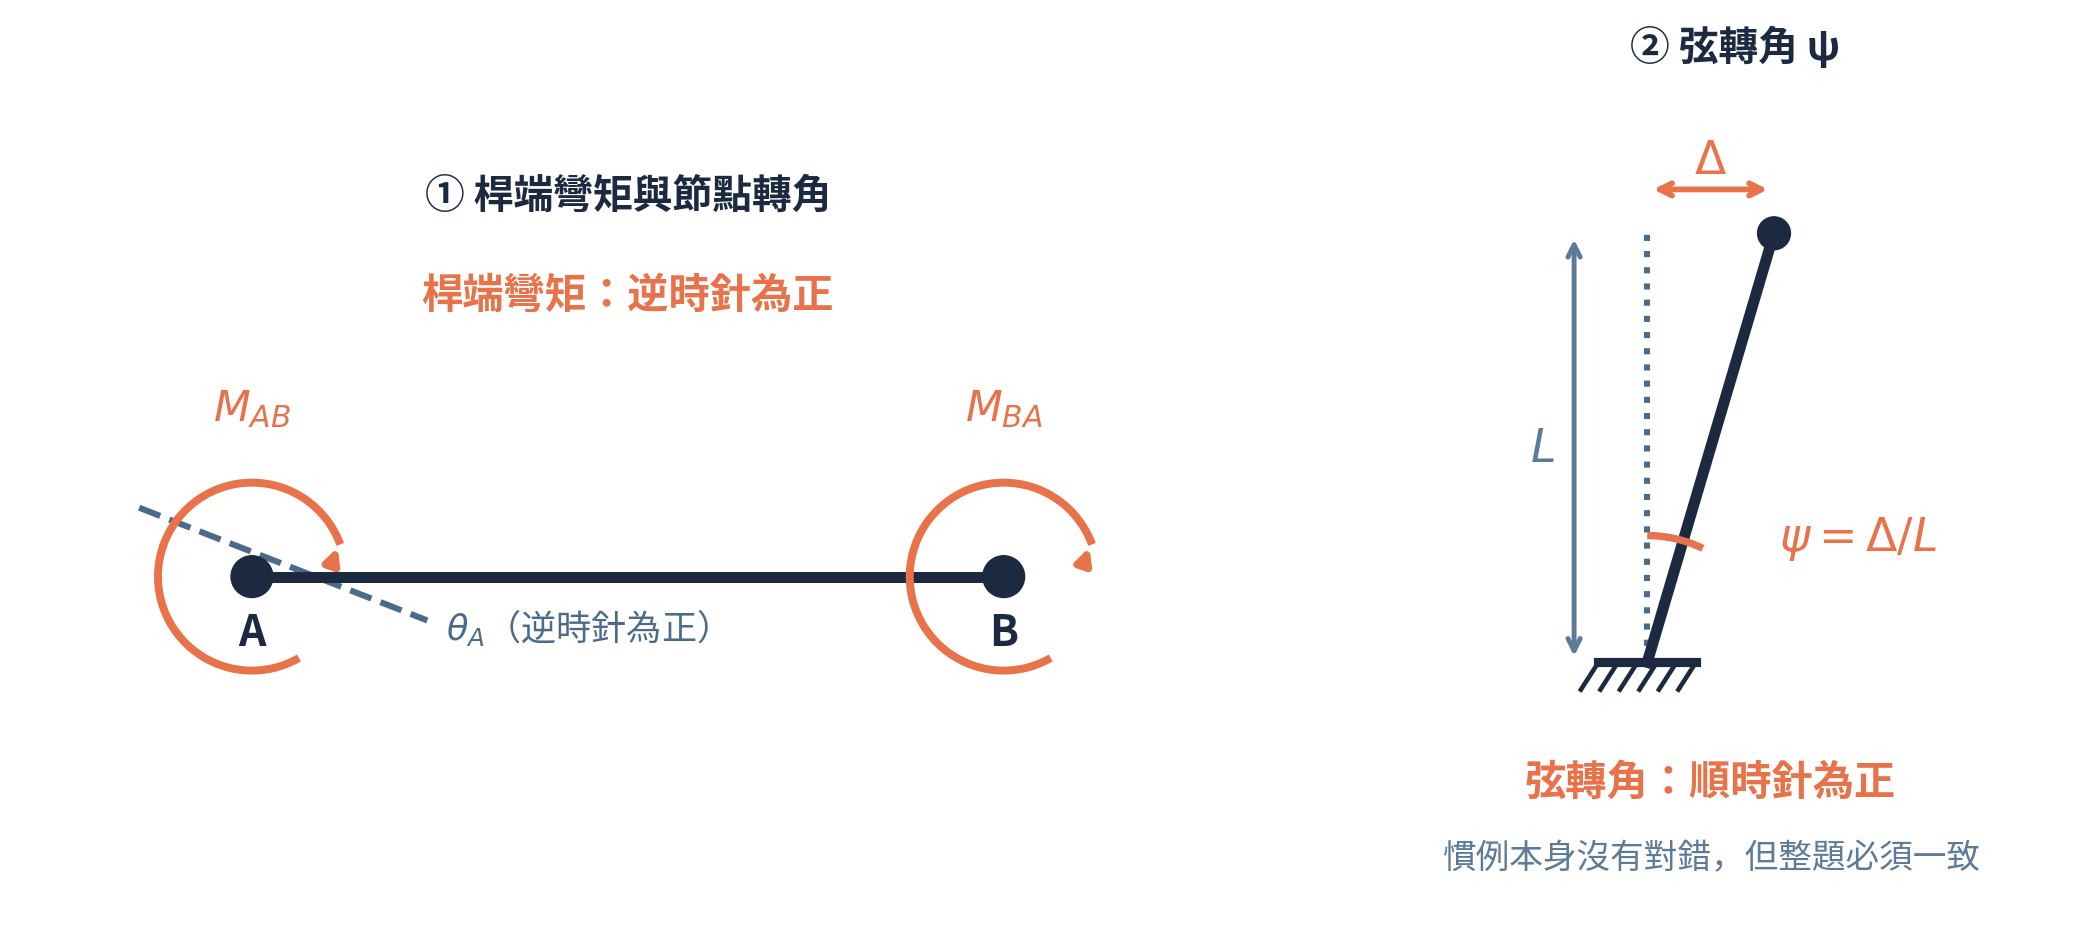 ① 桿端彎矩與節點轉角
桿端彎矩：逆時針為正
M_AB
M_BA
A
B
θ_A（逆時針為正）
② 弦轉角 ψ
Δ
L
ψ = Δ/L
弦轉角：順時針為正
慣例本身沒有對錯，但整題必須一致